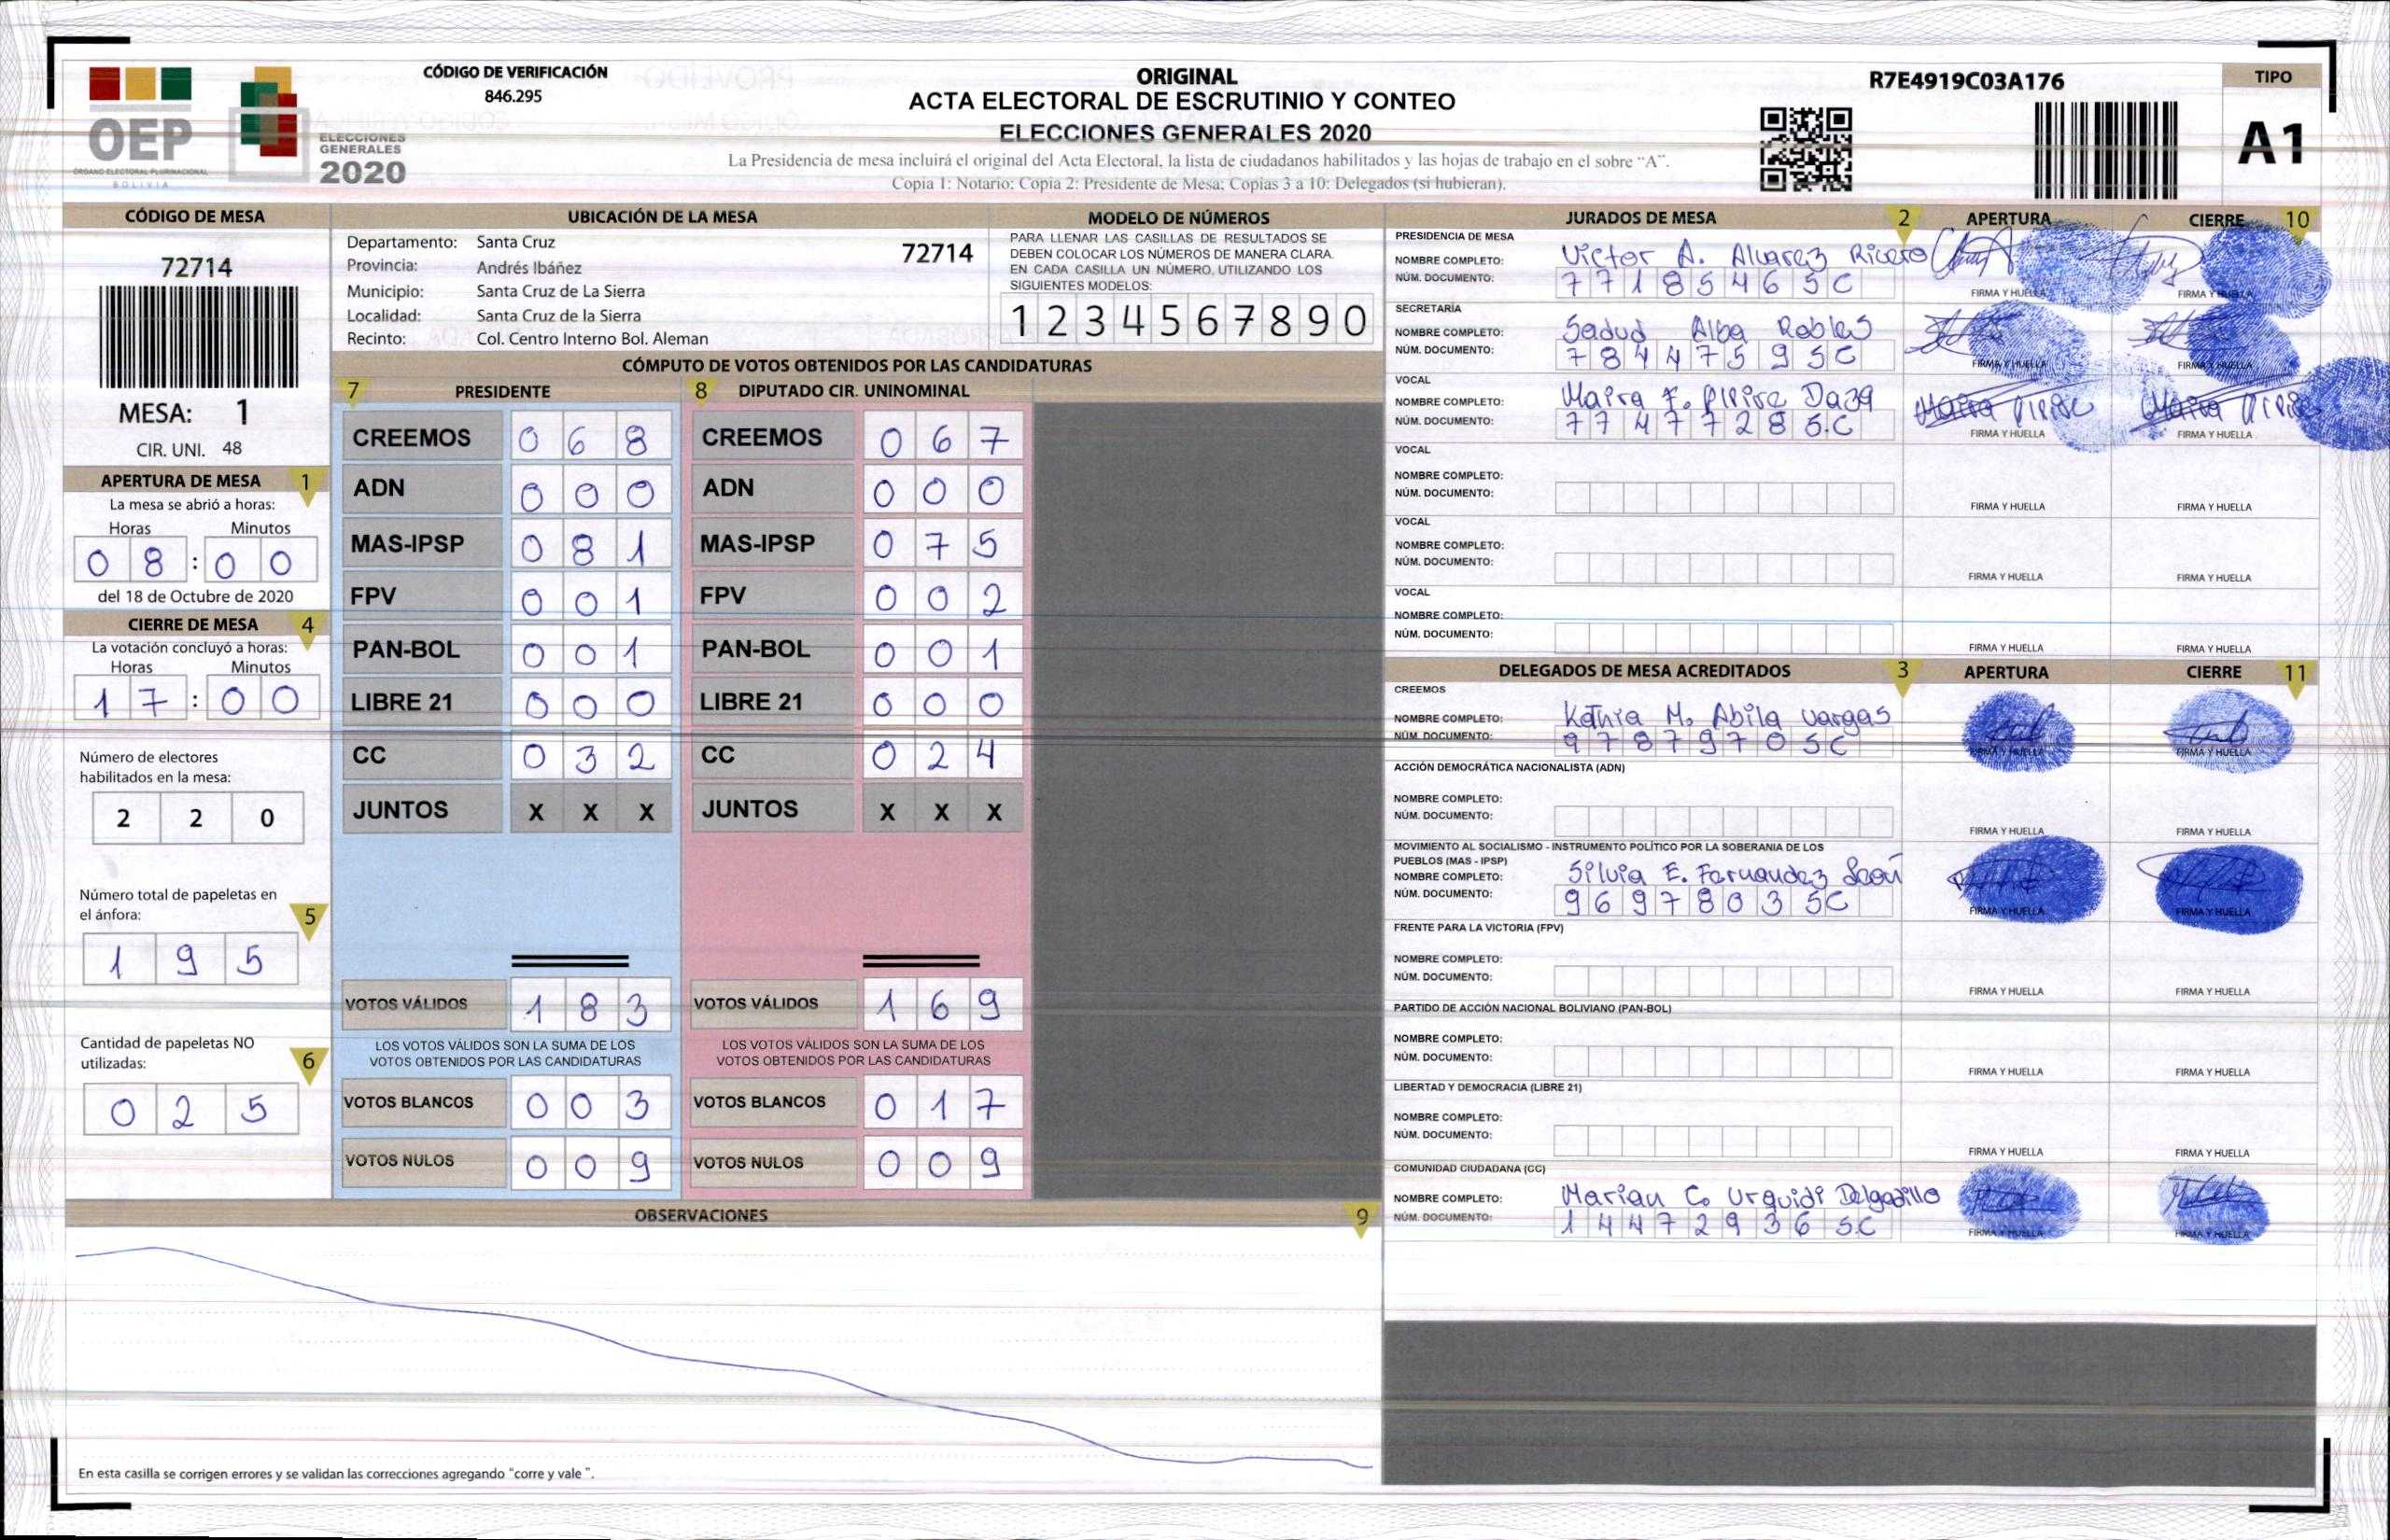 CÓDIGO DE VERIFICACIÓN
846.295
OEP
ÓRGANO ELECTORAL PLURINACIONAL
BOLIVIA
ELECCIONES
GENERALES
2020
ORIGINAL
ACTA ELECTORAL DE ESCRUTINIO Y CONTEO
ELECCIONES GENERALES 2020
La Presidencia de mesa incluirá el original del Acta Electoral, la lista de ciudadanos habilitados y las hojas de trabajo en el sobre “A”.
Copia 1: Notario; Copia 2: Presidente de Mesa; Copias 3 a 10: Delegados (si hubieran).
R7E4919C03A176
TIPO
A1
CÓDIGO DE MESA
72714
MESA: 1
CIR. UNI. 48
APERTURA DE MESA 1
La mesa se abrió a horas:
Horas Minutos
0 8 : 0 0
del 18 de Octubre de 2020
CIERRE DE MESA 4
La votación concluyó a horas:
Horas Minutos
1 7 : 0 0
Número de electores
habilitados en la mesa:
2 2 0
Número total de papeletas en
el ánfora: 5
1 9 5
Cantidad de papeletas NO
utilizadas: 6
0 2 5
UBICACIÓN DE LA MESA
Departamento: Santa Cruz 72714
Provincia: Andrés Ibáñez
Municipio: Santa Cruz de La Sierra
Localidad: Santa Cruz de la Sierra
Recinto: Col. Centro Interno Bol. Aleman
MODELO DE NÚMEROS
PARA LLENAR LAS CASILLAS DE RESULTADOS SE
DEBEN COLOCAR LOS NÚMEROS DE MANERA CLARA.
EN CADA CASILLA UN NÚMERO, UTILIZANDO LOS
SIGUIENTES MODELOS:
1 2 3 4 5 6 7 8 9 0
CÓMPUTO DE VOTOS OBTENIDOS POR LAS CANDIDATURAS
7 PRESIDENTE 8 DIPUTADO CIR. UNINOMINAL
CREEMOS 0 6 8 CREEMOS 0 6 7
ADN 0 0 0 ADN 0 0 0
MAS-IPSP 0 8 1 MAS-IPSP 0 7 5
FPV 0 0 1 FPV 0 0 2
PAN-BOL 0 0 1 PAN-BOL 0 0 1
LIBRE 21 0 0 0 LIBRE 21 0 0 0
CC 0 3 2 CC 0 2 4
JUNTOS X X X JUNTOS X X X
VOTOS VÁLIDOS 1 8 3 VOTOS VÁLIDOS 1 6 9
LOS VOTOS VÁLIDOS SON LA SUMA DE LOS LOS VOTOS VÁLIDOS SON LA SUMA DE LOS
VOTOS OBTENIDOS POR LAS CANDIDATURAS VOTOS OBTENIDOS POR LAS CANDIDATURAS
VOTOS BLANCOS 0 0 3 VOTOS BLANCOS 0 1 7
VOTOS NULOS 0 0 9 VOTOS NULOS 0 0 9
OBSERVACIONES 9
En esta casilla se corrigen errores y se validan las correcciones agregando "corre y vale ".
JURADOS DE MESA 2 APERTURA CIERRE 10
PRESIDENCIA DE MESA
NOMBRE COMPLETO: Victor A. Alvarez Rivero
NÚM. DOCUMENTO: 7 7 1 8 5 4 6 5 C
FIRMA Y HUELLA FIRMA Y HUELLA
SECRETARÍA
NOMBRE COMPLETO: Sadud Alba Robles
NÚM. DOCUMENTO: 7 8 4 4 7 5 9 5 C
FIRMA Y HUELLA FIRMA Y HUELLA
VOCAL
NOMBRE COMPLETO: Maira F. Daza
NÚM. DOCUMENTO: 7 7 4 7 7 2 8 S.C
FIRMA Y HUELLA FIRMA Y HUELLA
VOCAL
NOMBRE COMPLETO:
NÚM. DOCUMENTO:
FIRMA Y HUELLA FIRMA Y HUELLA
VOCAL
NOMBRE COMPLETO:
NÚM. DOCUMENTO:
FIRMA Y HUELLA FIRMA Y HUELLA
VOCAL
NOMBRE COMPLETO:
NÚM. DOCUMENTO:
FIRMA Y HUELLA FIRMA Y HUELLA
DELEGADOS DE MESA ACREDITADOS 3 APERTURA CIERRE 11
CREEMOS
NOMBRE COMPLETO: Kathia M. Abila Vargas
NÚM. DOCUMENTO: 9 7 8 7 9 7 0 SC
FIRMA Y HUELLA FIRMA Y HUELLA
ACCIÓN DEMOCRÁTICA NACIONALISTA (ADN)
NOMBRE COMPLETO:
NÚM. DOCUMENTO:
FIRMA Y HUELLA FIRMA Y HUELLA
MOVIMIENTO AL SOCIALISMO - INSTRUMENTO POLÍTICO POR LA SOBERANIA DE LOS
PUEBLOS (MAS - IPSP)
NOMBRE COMPLETO: Silvia E. Fernandez
NÚM. DOCUMENTO: 9 6 9 7 8 0 3 SC
FIRMA Y HUELLA FIRMA Y HUELLA
FRENTE PARA LA VICTORIA (FPV)
NOMBRE COMPLETO:
NÚM. DOCUMENTO:
FIRMA Y HUELLA FIRMA Y HUELLA
PARTIDO DE ACCIÓN NACIONAL BOLIVIANO (PAN-BOL)
NOMBRE COMPLETO:
NÚM. DOCUMENTO:
FIRMA Y HUELLA FIRMA Y HUELLA
LIBERTAD Y DEMOCRACIA (LIBRE 21)
NOMBRE COMPLETO:
NÚM. DOCUMENTO:
FIRMA Y HUELLA FIRMA Y HUELLA
COMUNIDAD CIUDADANA (CC)
NOMBRE COMPLETO: Marian C. Urquidi Delgadillo
NÚM. DOCUMENTO: 1 4 4 7 2 9 3 6 SC
FIRMA Y HUELLA FIRMA Y HUELLA